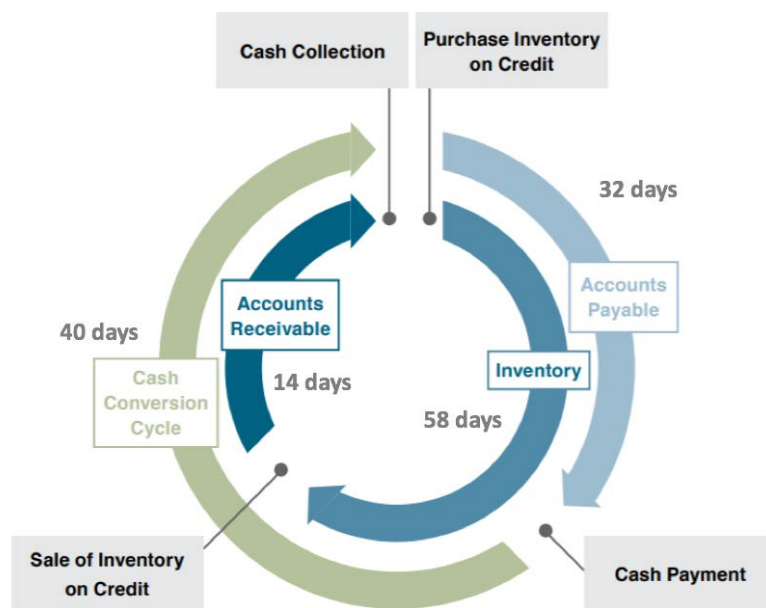 Cash Collection
Purchase Inventory
on Credit
32 days
Accounts
Payable
Accounts
Receivable
40 days
Cash
Conversion
Cycle
14 days
Inventory
58 days
Sale of Inventory
on Credit
Cash Payment